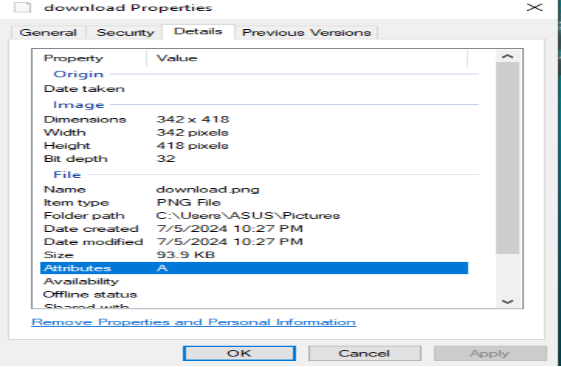 download Properties
General Security Details Previous Versions
Property Value
Origin
Date taken
Image
Dimensions 342 x 418
Width 342 pixels
Height 418 pixels
Bit depth 32
File
Name download.png
Item type PNG File
Folder path C:\Users\ASUS\Pictures
Date created 7/5/2024 10:27 PM
Date modified 7/5/2024 10:27 PM
Size 93.9 KB
Attributes A
Availability
Offline status
Shared with
Remove Properties and Personal Information
OK Cancel Apply